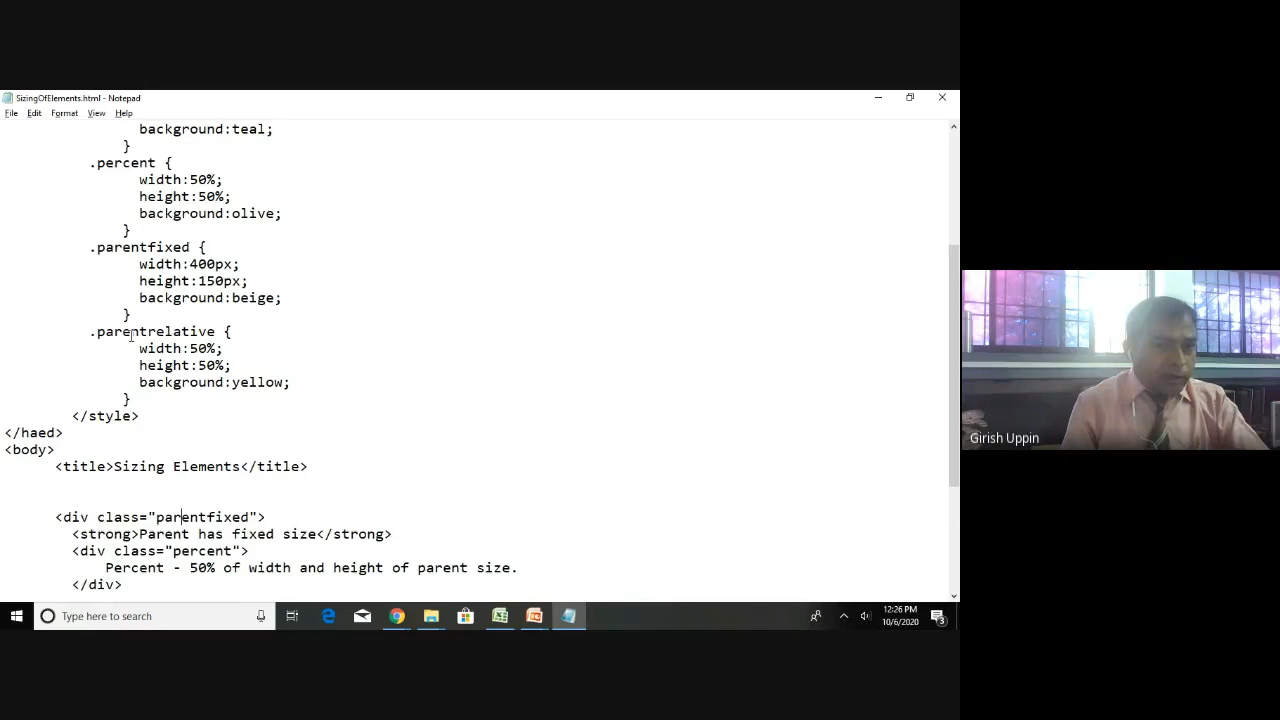 SizingOfElements.html - Notepad
File Edit Format View Help
background:teal;
}
.percent {
width:50%;
height:50%;
background:olive;
}
.parentfixed {
width:400px;
height:150px;
background:beige;
}
.parentrelative {
width:50%;
height:50%;
background:yellow;
}
</style>
</haed>
<body>
<title>Sizing Elements</title>
<div class="parentfixed">
<strong>Parent has fixed size</strong>
<div class="percent">
Percent - 50% of width and height of parent size.
</div>
Girish Uppin
Type here to search
12:26 PM
10/6/2020
3